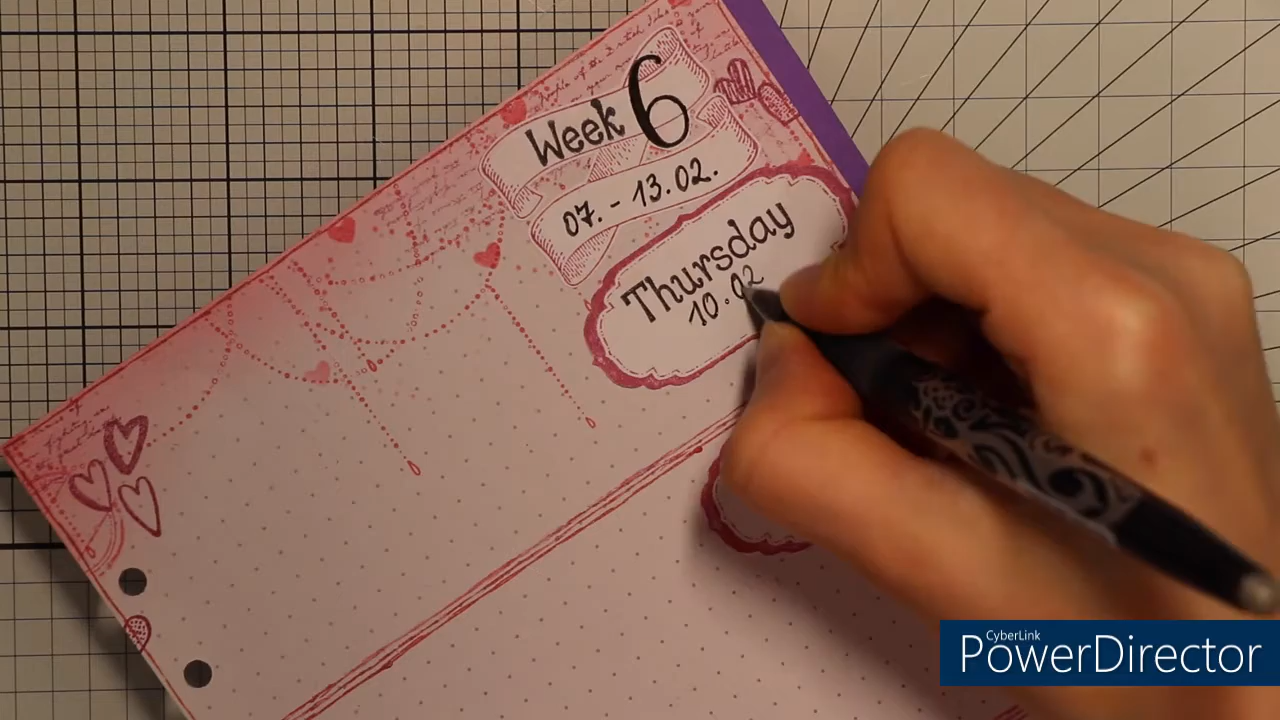 Week 6
07. - 13.02.
Thursday
10.02
CyberLink
PowerDirector